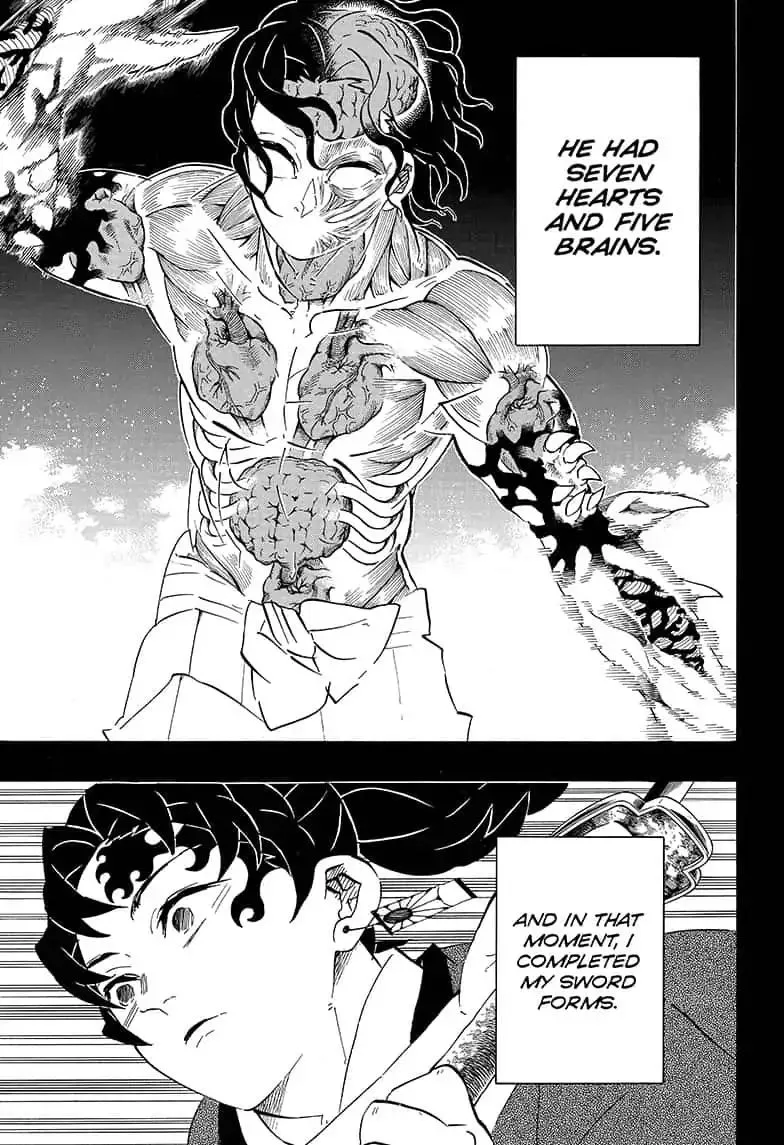 HE HAD
SEVEN
HEARTS
AND FIVE
BRAINS.
AND IN THAT
MOMENT, I
COMPLETED
MY SWORD
FORMS.